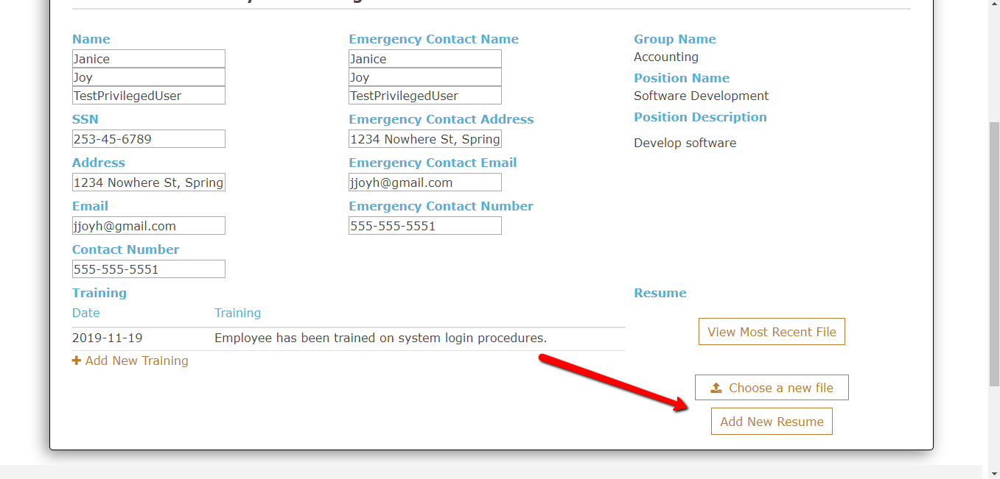 Name
Janice
Joy
TestPrivilegedUser
SSN
253-45-6789
Address
1234 Nowhere St, Spring
Email
jjoyh@gmail.com
Contact Number
555-555-5551
Emergency Contact Name
Janice
Joy
TestPrivilegedUser
Emergency Contact Address
1234 Nowhere St, Spring
Emergency Contact Email
jjoyh@gmail.com
Emergency Contact Number
555-555-5551
Group Name
Accounting
Position Name
Software Development
Position Description
Develop software
Training
Date Training
2019-11-19 Employee has been trained on system login procedures.
+ Add New Training
Resume
View Most Recent File
Choose a new file
Add New Resume